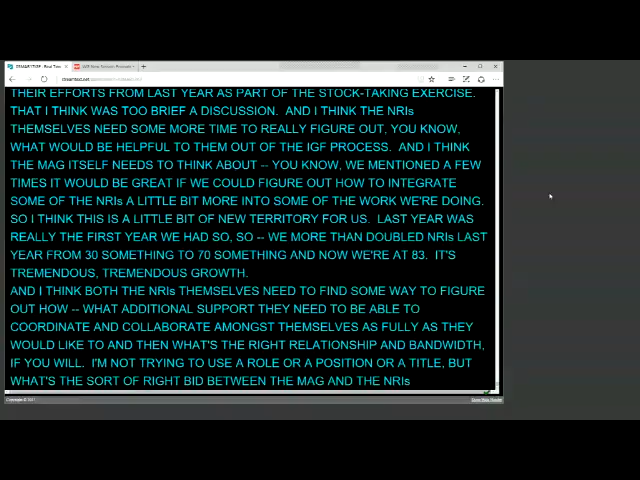 THEIR EFFORTS FROM LAST YEAR AS PART OF THE STOCK-TAKING EXERCISE.
THAT I THINK WAS TOO BRIEF A DISCUSSION.  AND I THINK THE NRIs
THEMSELVES NEED SOME MORE TIME TO REALLY FIGURE OUT, YOU KNOW,
WHAT WOULD BE HELPFUL TO THEM OUT OF THE IGF PROCESS.  AND I THINK
THE MAG ITSELF NEEDS TO THINK ABOUT -- YOU KNOW, WE MENTIONED A FEW
TIMES IT WOULD BE GREAT IF WE COULD FIGURE OUT HOW TO INTEGRATE
SOME OF THE NRIs A LITTLE BIT MORE INTO SOME OF THE WORK WE'RE DOING.
SO I THINK THIS IS A LITTLE BIT OF NEW TERRITORY FOR US.  LAST YEAR WAS
REALLY THE FIRST YEAR WE HAD SO, SO -- WE MORE THAN DOUBLED NRIs LAST
YEAR FROM 30 SOMETHING TO 70 SOMETHING AND NOW WE'RE AT 83.  IT'S
TREMENDOUS, TREMENDOUS GROWTH.
AND I THINK BOTH THE NRIs THEMSELVES NEED TO FIND SOME WAY TO FIGURE
OUT HOW -- WHAT ADDITIONAL SUPPORT THEY NEED TO BE ABLE TO
COORDINATE AND COLLABORATE AMONGST THEMSELVES AS FULLY AS THEY
WOULD LIKE TO AND THEN WHAT'S THE RIGHT RELATIONSHIP AND BANDWIDTH,
IF YOU WILL.  I'M NOT TRYING TO USE A ROLE OR A POSITION OR A TITLE, BUT
WHAT'S THE SORT OF RIGHT BID BETWEEN THE MAG AND THE NRIs